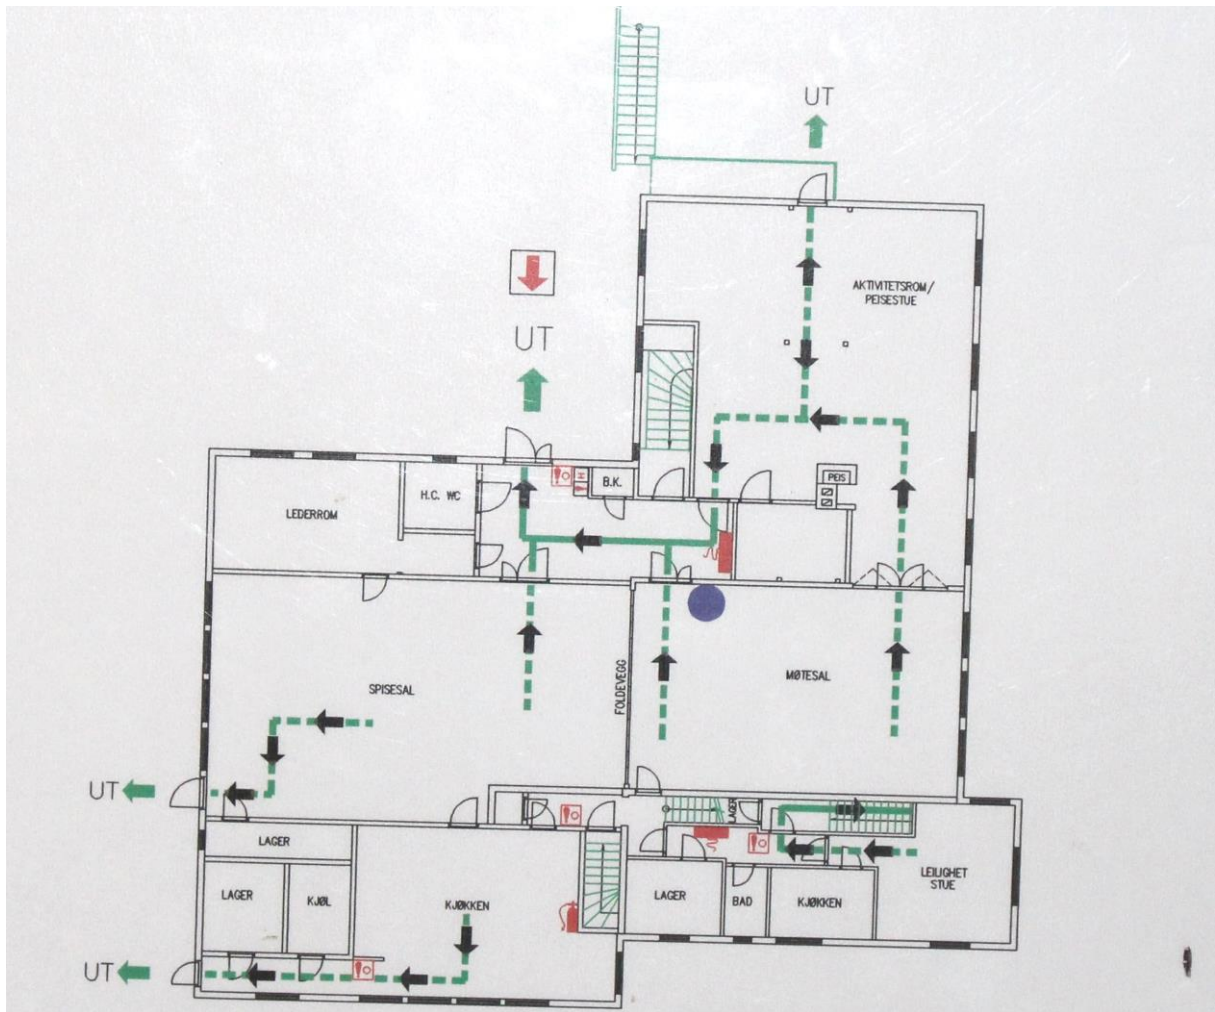 UT
AKTIVITETSROM/
PEISESTUE
UT
PEIS
B.K.
H.C. WC
LEDERROM
MØTESAL
SPISESAL
FOLDEVEGG
UT
LAGER
LAGER
LEILIGHET
STUE
LAGER
KJØL
KJØKKEN
LAGER
BAD
KJØKKEN
UT